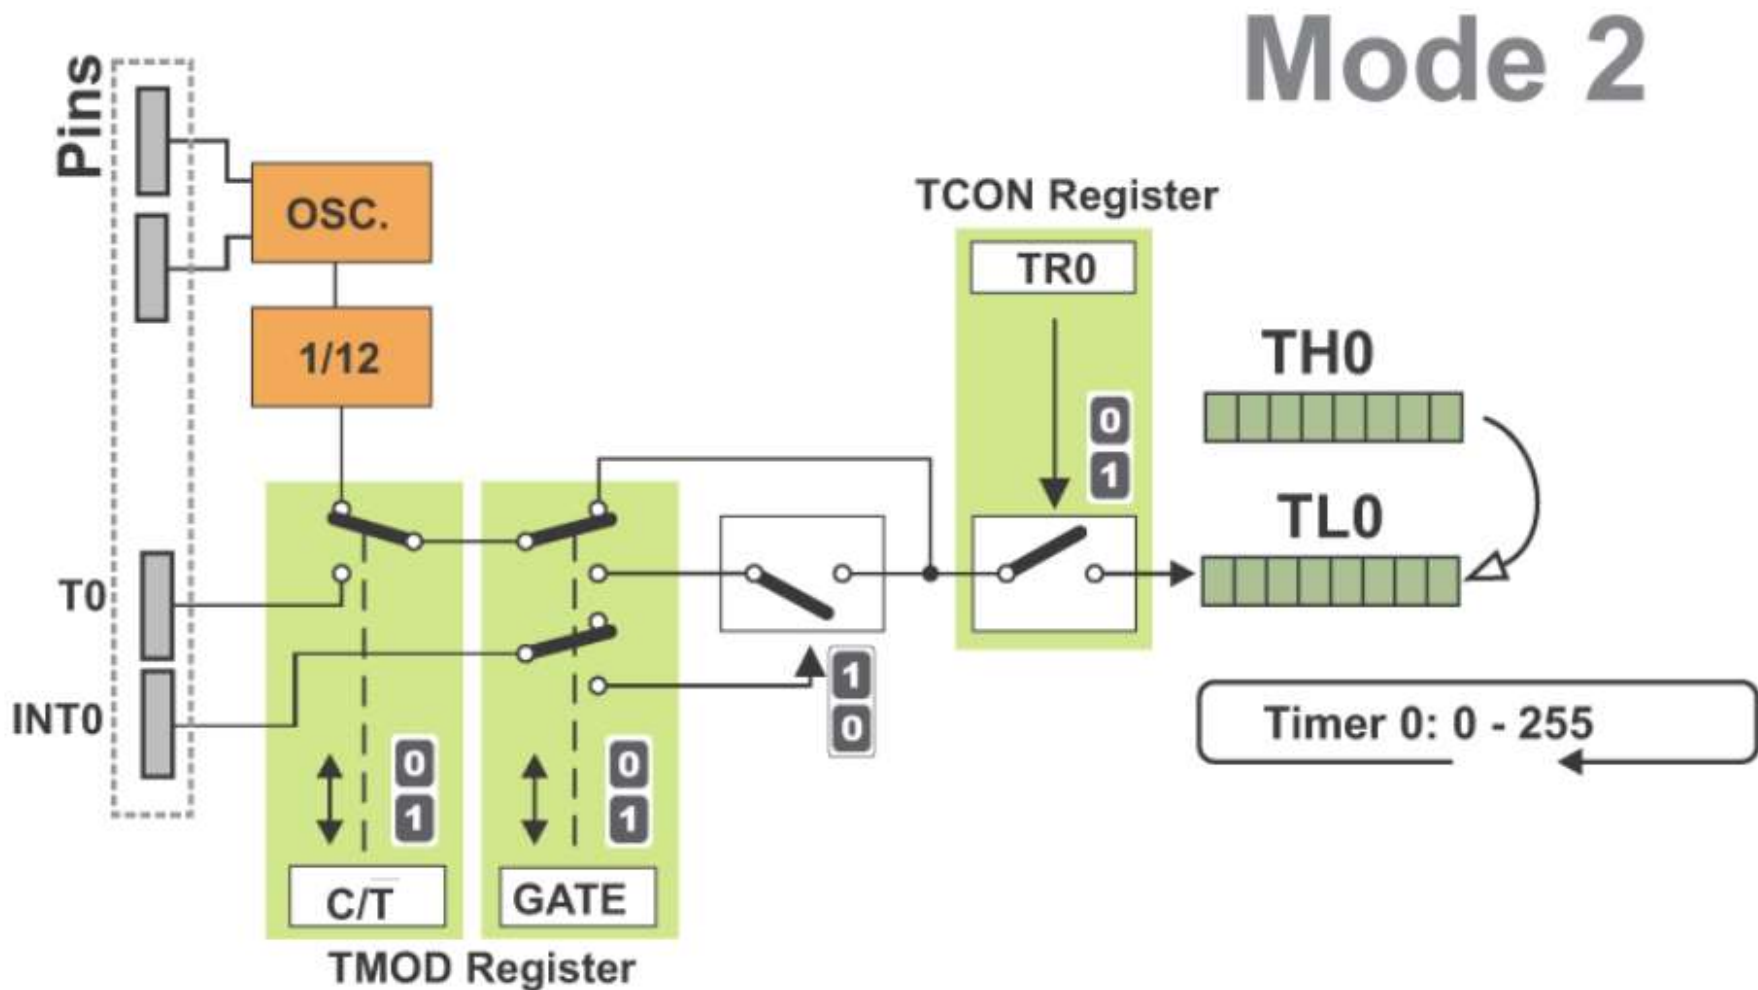 Mode 2
Pins
OSC.
1/12
TCON Register
TR0
0
1
TH0
TL0
T0
INT0
1
0
Timer 0: 0 - 255
0
1
0
1
C/T̅
GATE
TMOD Register